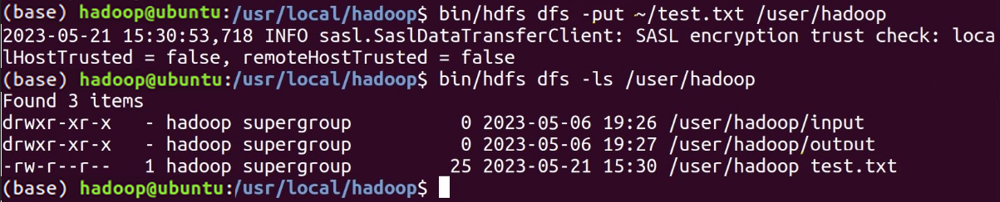 (base) hadoop@ubuntu:/usr/local/hadoop$ bin/hdfs dfs -put ~/test.txt /user/hadoop
2023-05-21 15:30:53,718 INFO sasl.SaslDataTransferClient: SASL encryption trust check: loca
lHostTrusted = false, remoteHostTrusted = false
(base) hadoop@ubuntu:/usr/local/hadoop$ bin/hdfs dfs -ls /user/hadoop
Found 3 items
drwxr-xr-x   - hadoop supergroup          0 2023-05-06 19:26 /user/hadoop/input
drwxr-xr-x   - hadoop supergroup          0 2023-05-06 19:27 /user/hadoop/output
-rw-r--r--   1 hadoop supergroup         25 2023-05-21 15:30 /user/hadoop test.txt
(base) hadoop@ubuntu:/usr/local/hadoop$